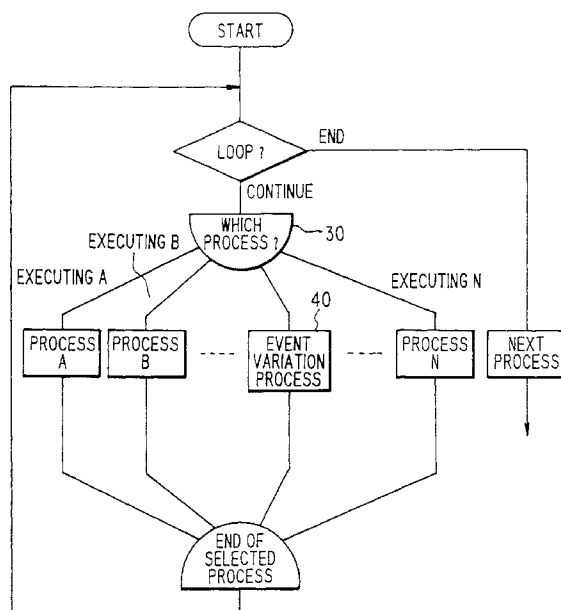 START
LOOP ?
END
CONTINUE
WHICH
PROCESS ?
30
EXECUTING B
EXECUTING A
EXECUTING N
40
PROCESS
A
PROCESS
B
EVENT
VARIATION
PROCESS
PROCESS
N
NEXT
PROCESS
END OF
SELECTED
PROCESS